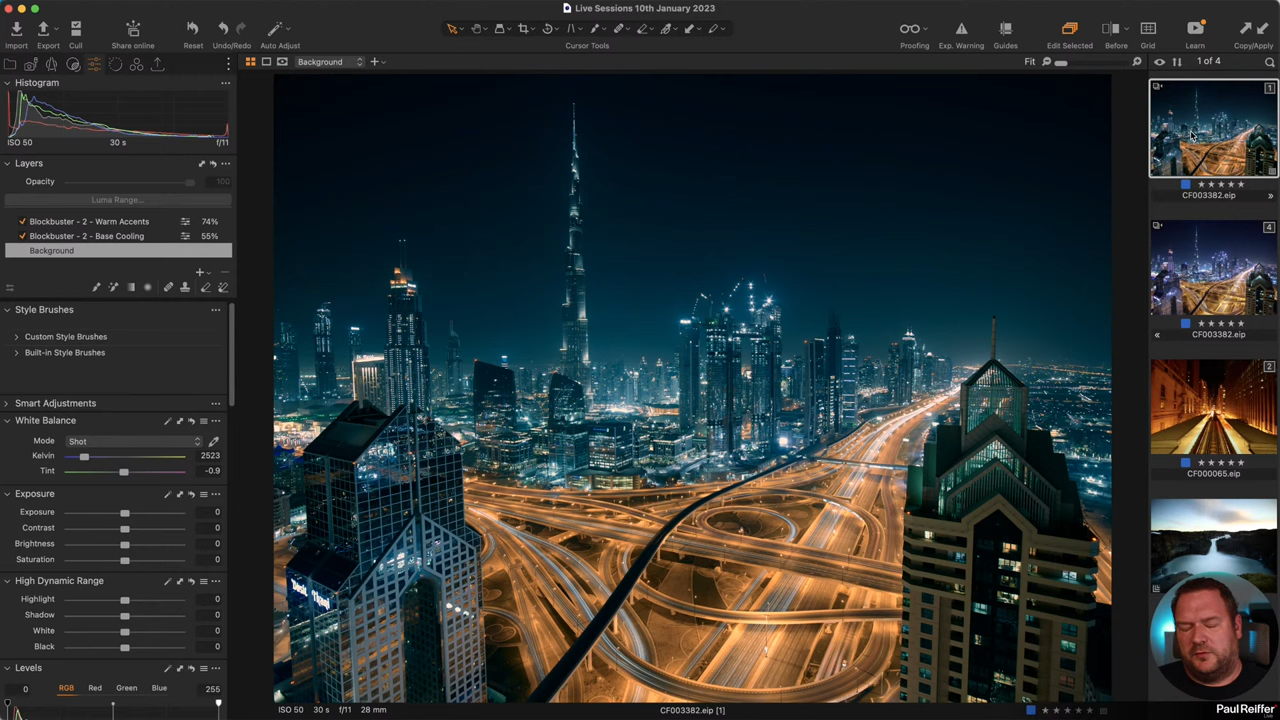 Live Sessions 10th January 2023
Import Export Cull Share online Reset Undo/Redo Auto Adjust Cursor Tools Proofing Exp. Warning Guides Edit Selected Before Grid Learn Copy/Apply
Background Fit 1 of 4
Histogram
ISO 50 30 s f/11
Layers
Opacity 100
Luma Range...
Blockbuster - 2 - Warm Accents 74%
Blockbuster - 2 - Base Cooling 55%
Background
Style Brushes
Custom Style Brushes
Built-in Style Brushes
Smart Adjustments
White Balance
Mode Shot
Kelvin 2523
Tint -0.9
Exposure
Exposure 0
Contrast 0
Brightness 0
Saturation 0
High Dynamic Range
Highlight 0
Shadow 0
White 0
Black 0
Levels
0 RGB Red Green Blue 255
ISO 50 30 s f/11 28 mm
CF003382.eip [1]
1
CF003382.eip
4
CF003382.eip
2
CF000065.eip
Paul Reiffer
Live